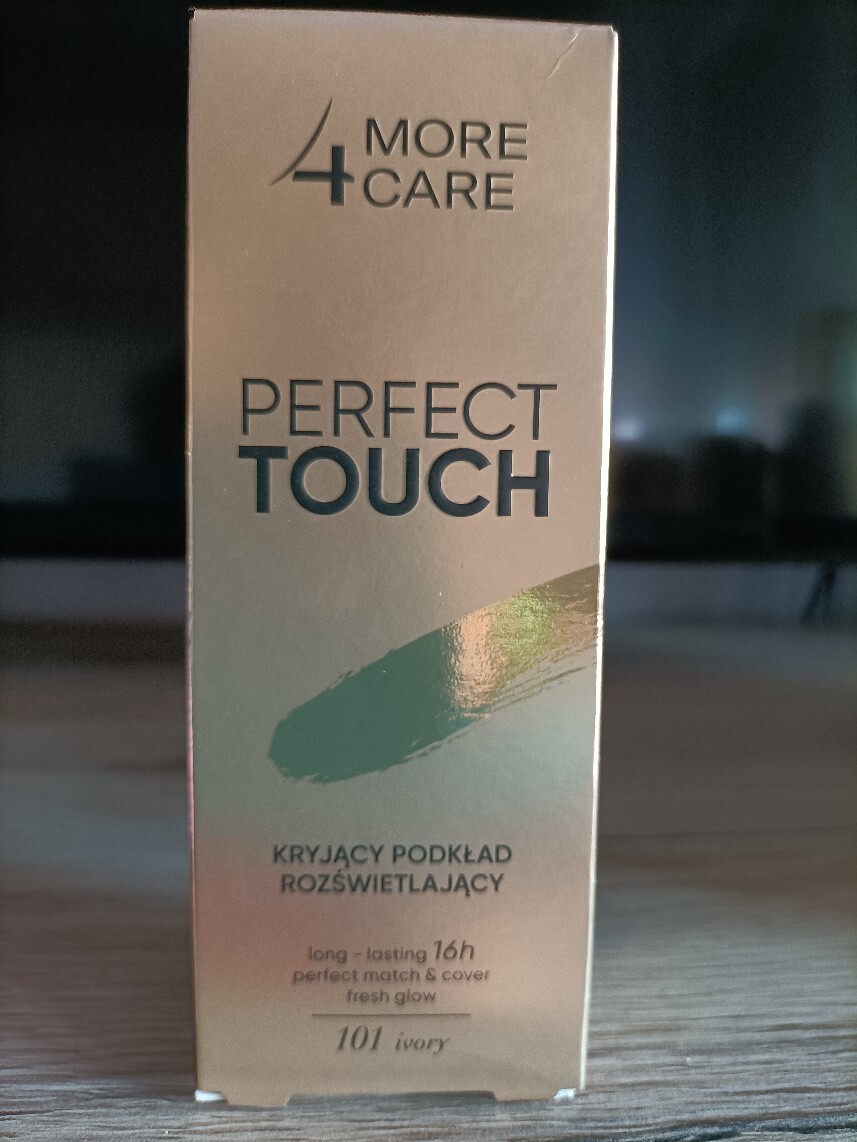 4 MORE
CARE
PERFECT
TOUCH
KRYJĄCY PODKŁAD
ROZŚWIETLAJĄCY
long - lasting 16h
perfect match & cover
fresh glow
101 ivory